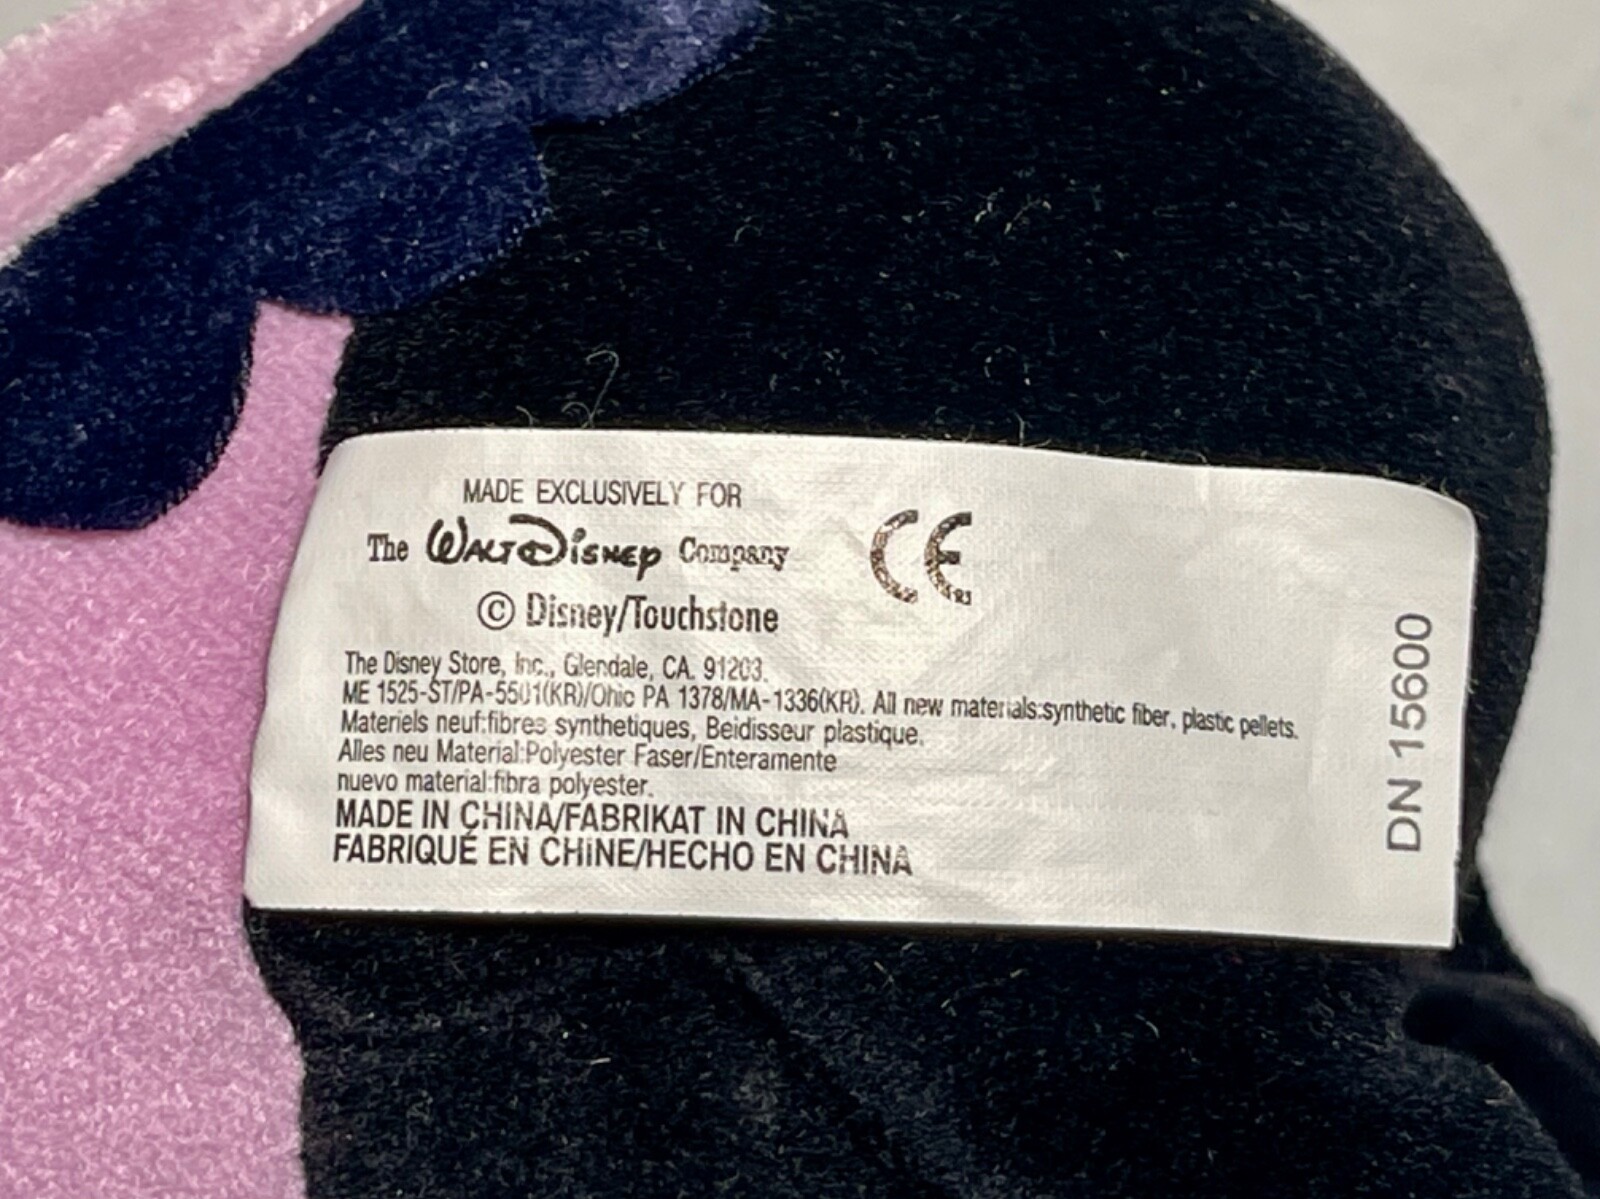 MADE EXCLUSIVELY FOR
The WALT DISNEY Company CE
© Disney/Touchstone
The Disney Store, Inc., Glendale, CA. 91203.
ME 1525-ST/PA-5501(KR)/Ohio PA 1378/MA-1336(KR). All new materials:synthetic fiber, plastic pellets.
Materiels neuf:fibres synthetiques, Beidisseur plastique.
Alles neu Material:Polyester Faser/Enteramente
nuevo material:fibra polyester.
MADE IN CHINA/FABRIKAT IN CHINA
FABRIQUÉ EN CHINE/HECHO EN CHINA
DN 15600